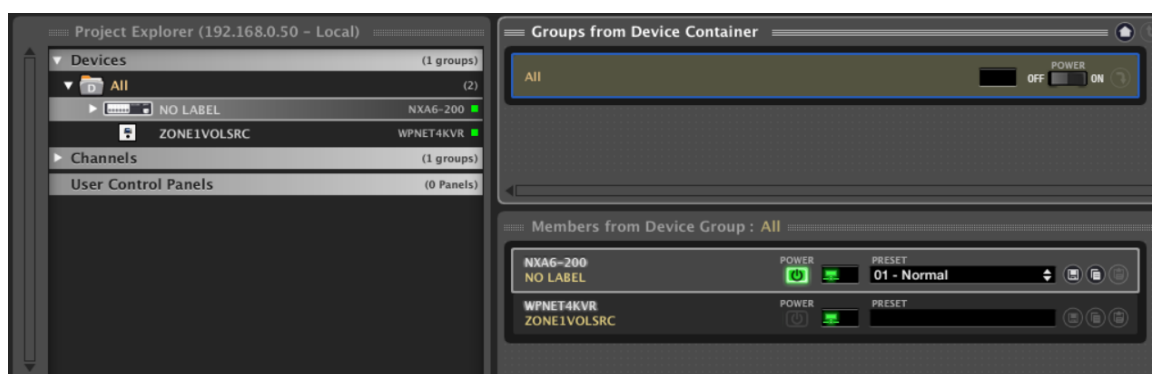 Project Explorer (192.168.0.50 – Local)
Devices (1 groups)
D All (2)
NO LABEL NXA6-200
ZONE1VOLSRC WPNET4KVR
Channels (1 groups)
User Control Panels (0 Panels)
Groups from Device Container
All
POWER
OFF ON
Members from Device Group : All
NXA6-200 POWER PRESET
NO LABEL 01 - Normal
WPNET4KVR POWER PRESET
ZONE1VOLSRC